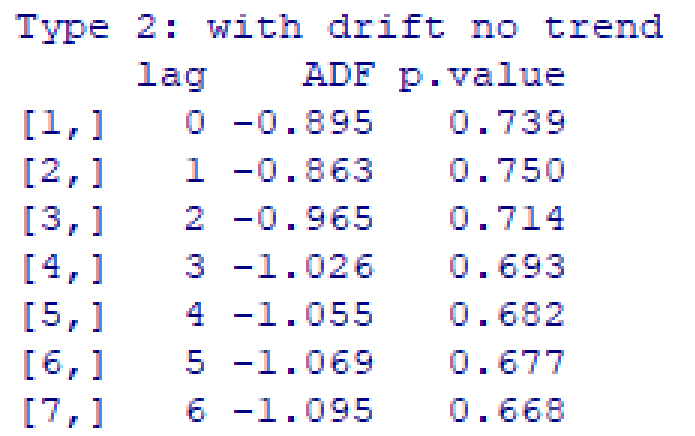 Type 2: with drift no trend
     lag    ADF p.value
[1,]   0 -0.895   0.739
[2,]   1 -0.863   0.750
[3,]   2 -0.965   0.714
[4,]   3 -1.026   0.693
[5,]   4 -1.055   0.682
[6,]   5 -1.069   0.677
[7,]   6 -1.095   0.668